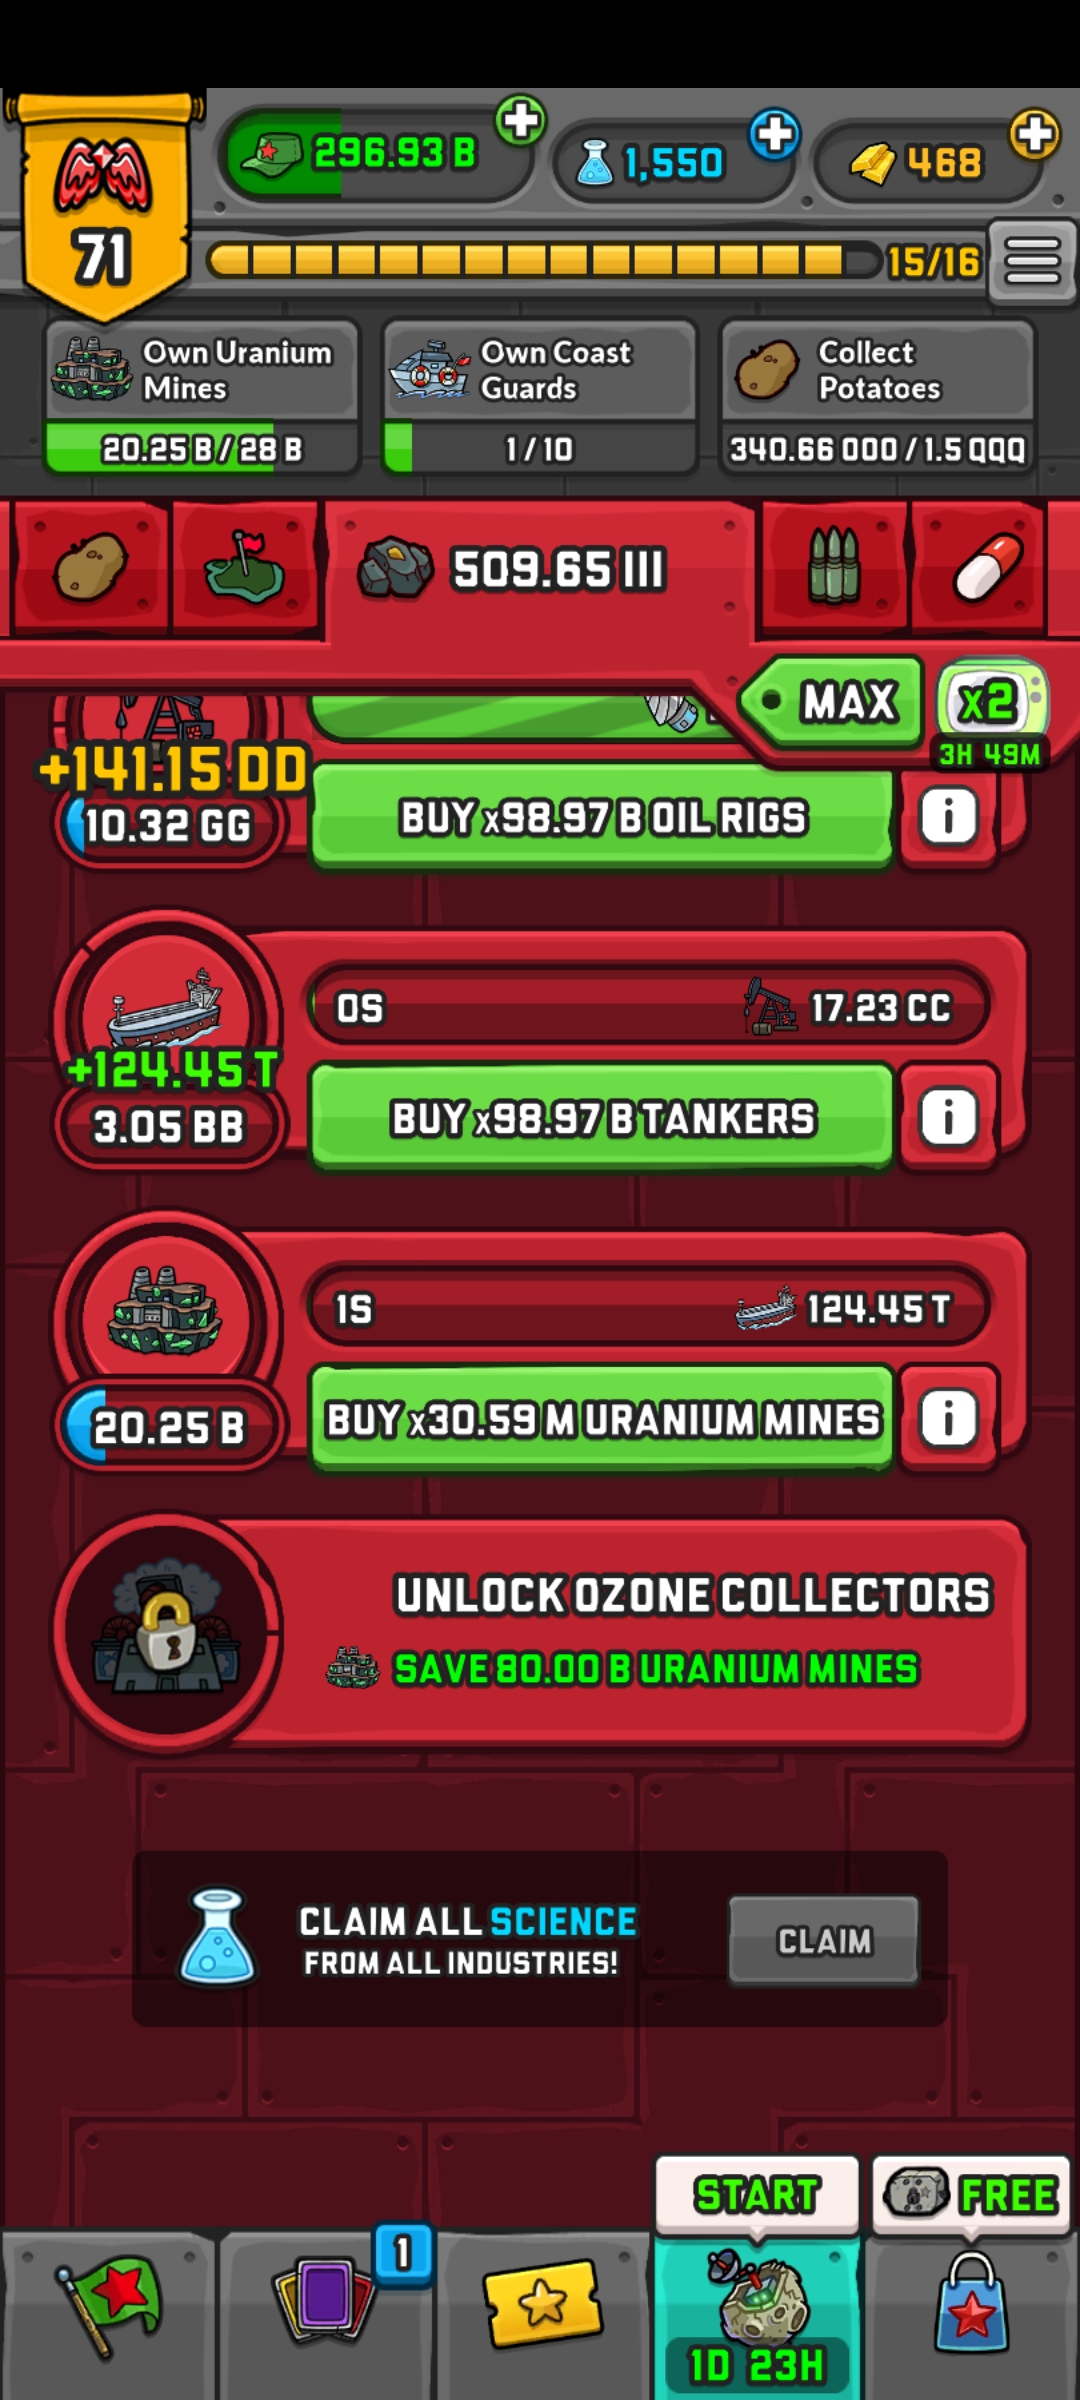 296.93 B
1,550
468
71
15/16
Own Uranium
Mines
20.25 B / 28 B
Own Coast
Guards
1 / 10
Collect
Potatoes
340.66 OOO / 1.5 QQQ
509.65 III
MAX
x2
3H 49M
+141.15 DD
10.32 GG
BUY x98.97 B OIL RIGS
i
0S
17.23 CC
+124.45 T
3.05 BB
BUY x98.97 B TANKERS
i
1S
124.45 T
20.25 B
BUY x30.59 M URANIUM MINES
i
UNLOCK OZONE COLLECTORS
SAVE 80.00 B URANIUM MINES
CLAIM ALL SCIENCE
FROM ALL INDUSTRIES!
CLAIM
START
FREE
1
1D 23H